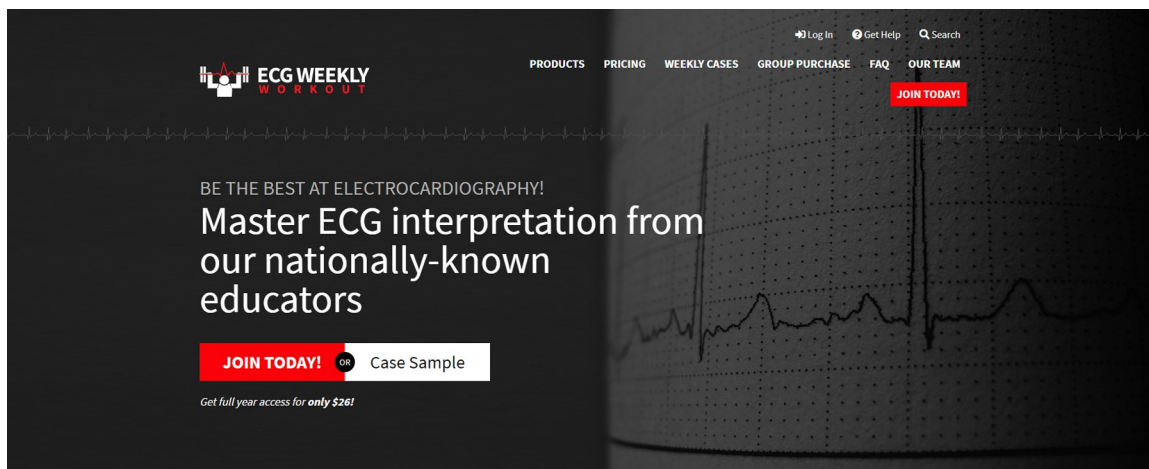 Log In Get Help Search
ECG WEEKLY
WORKOUT
PRODUCTS PRICING WEEKLY CASES GROUP PURCHASE FAQ OUR TEAM
JOIN TODAY!
BE THE BEST AT ELECTROCARDIOGRAPHY!
Master ECG interpretation from
our nationally-known
educators
JOIN TODAY! OR Case Sample
Get full year access for only $26!